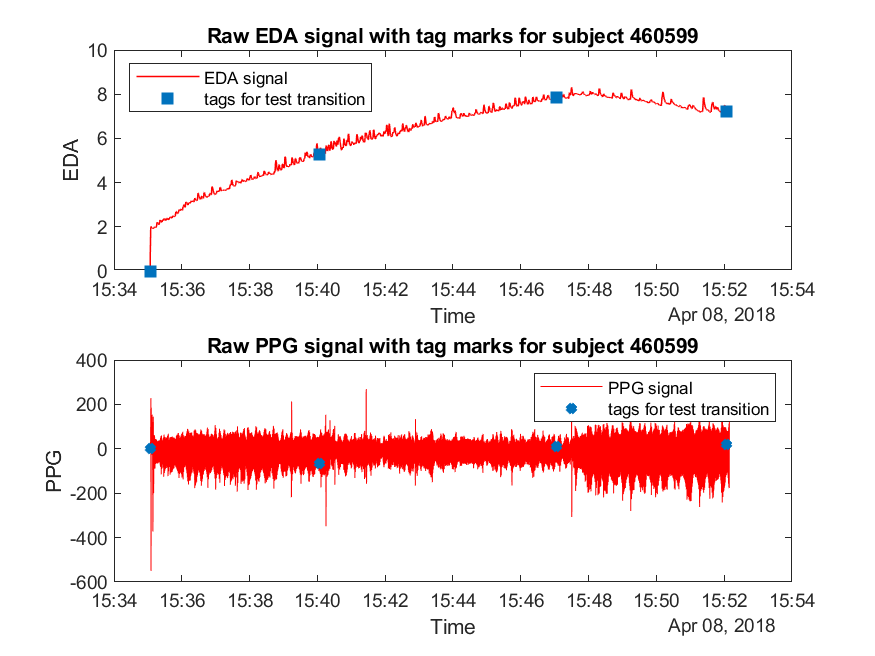 Raw EDA signal with tag marks for subject 460599
10
8
6
4
2
0
EDA
EDA signal
tags for test transition
15:34 15:36 15:38 15:40 15:42 15:44 15:46 15:48 15:50 15:52 15:54
Time
Apr 08, 2018
Raw PPG signal with tag marks for subject 460599
400
200
0
-200
-400
-600
PPG
PPG signal
tags for test transition
15:34 15:36 15:38 15:40 15:42 15:44 15:46 15:48 15:50 15:52 15:54
Time
Apr 08, 2018